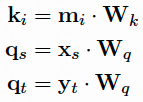 k_i = m_i · W_k
q_s = x_s · W_q
q_t = y_t · W_q